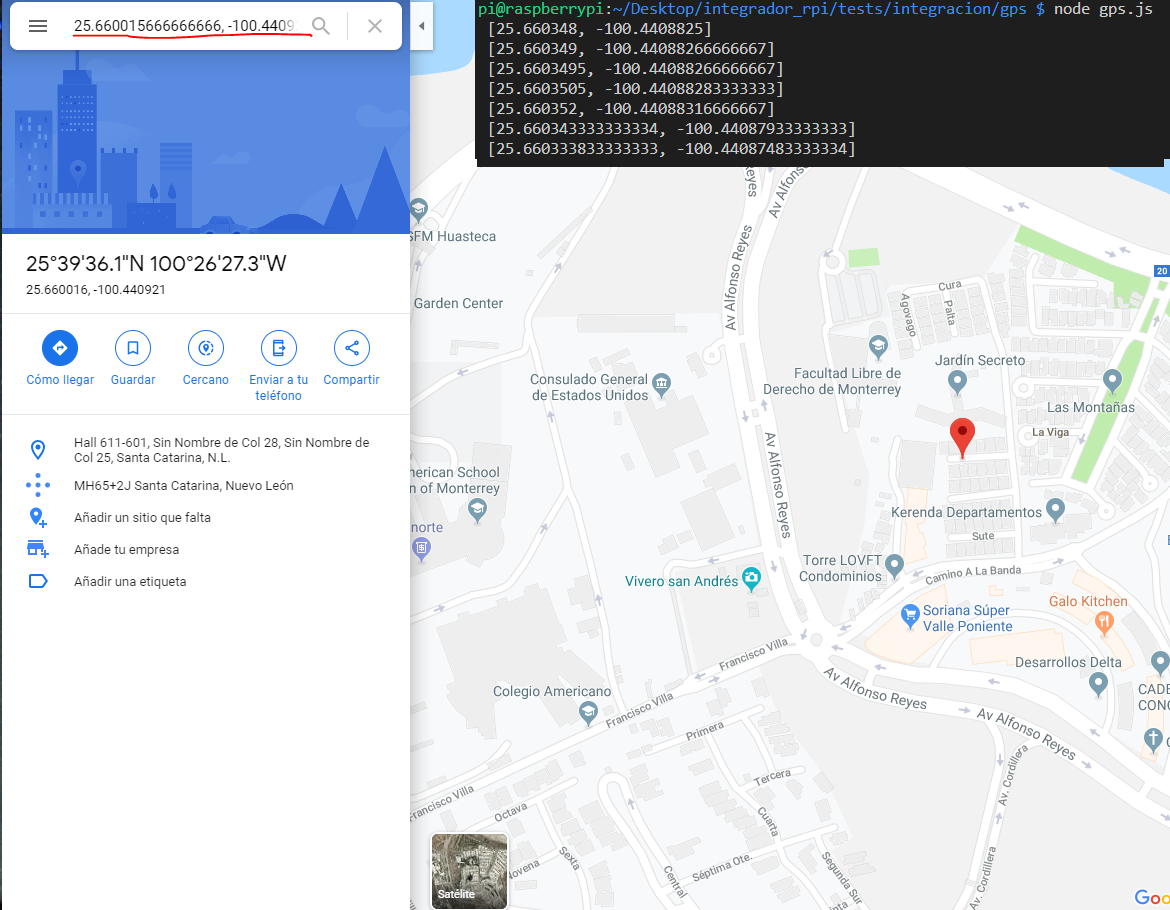 25.660015666666666, -100.4409
pi@raspberrypi:~/Desktop/integrador_rpi/tests/integracion/gps $ node gps.js
[25.660348, -100.4408825]
[25.660349, -100.44088266666667]
[25.6603495, -100.44088266666667]
[25.6603505, -100.44088283333333]
[25.660352, -100.44088316666667]
[25.660343333333334, -100.44087933333333]
[25.660333833333333, -100.44087483333334]
25°39'36.1"N 100°26'27.3"W
25.660016, -100.440921
Cómo llegar
Guardar
Cercano
Enviar a tu
teléfono
Compartir
Hall 611-601, Sin Nombre de Col 28, Sin Nombre de
Col 25, Santa Catarina, N.L.
MH65+2J Santa Catarina, Nuevo León
Añadir un sitio que falta
Añade tu empresa
Añadir una etiqueta
Reyes
Av Alfons
SFM Huasteca
Av Alfonso Reyes
20
Garden Center
Cura
Agovago
Palta
Jardín Secreto
Facultad Libre de
Derecho de Monterrey
Consulado General
de Estados Unidos
Las Montañas
La Viga
Av Alfonso Reyes
merican School
n of Monterrey
norte
Kerenda Departamentos
Sute
Torre LOVFT
Condominios
Camino A La Banda
Vivero san Andrés
Galo Kitchen
Soriana Súper
Valle Poniente
Francisco Villa
Desarrollos Delta
Av Alfonso Reyes
Colegio Americano
CADE
CONC
Francisco Villa
Av Alfonso Reyes
Primera
Tercera
Av. Cordillera
Francisco Villa
Octava
Cuarta
Sexta
Novena
Séptima Ote.
Central
Segunda Sur
Av. Cordillera
Satélite
Goo